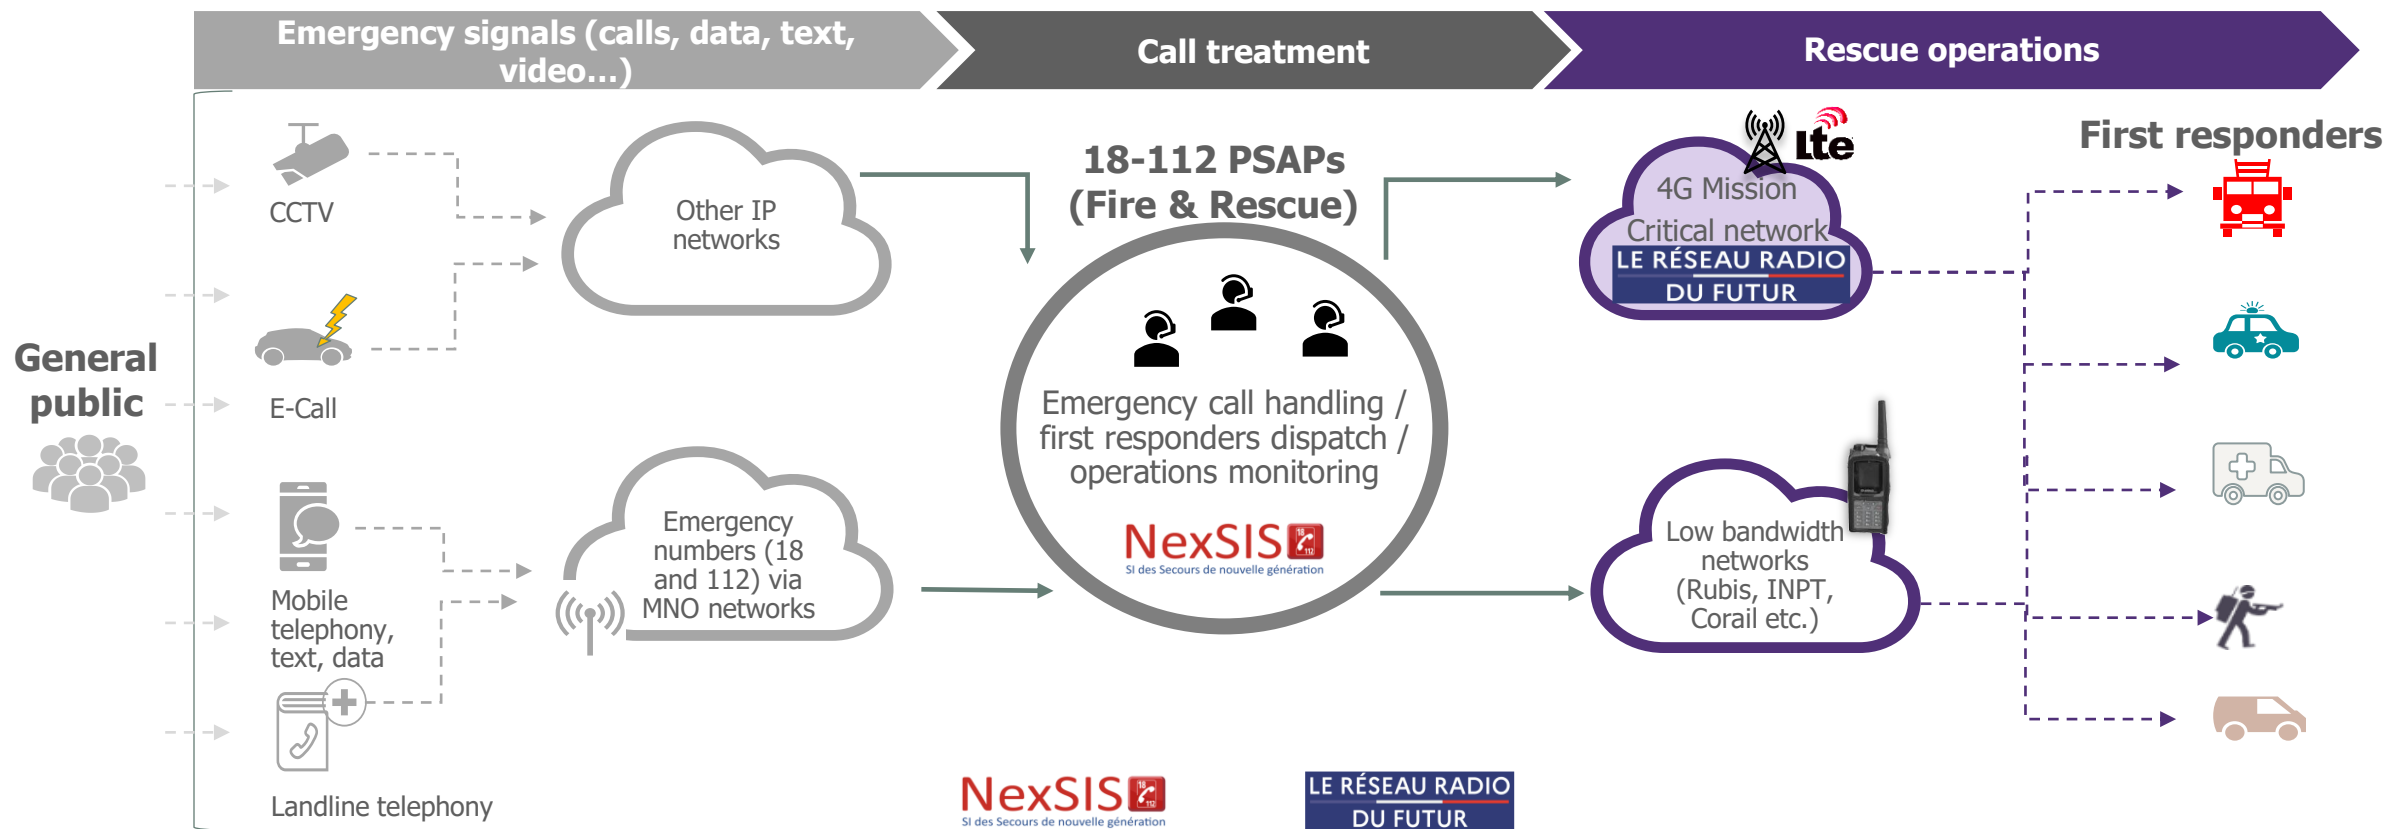 Emergency signals (calls, data, text,
video…)
Call treatment
Rescue operations
General
public
CCTV
E-Call
Mobile
telephony,
text, data
Landline telephony
Other IP
networks
Emergency
numbers (18
and 112) via
MNO networks
18-112 PSAPs
(Fire & Rescue)
Emergency call handling /
first responders dispatch /
operations monitoring
NexSIS 18 112
SI des Secours de nouvelle génération
Lte
4G Mission
Critical network
LE RÉSEAU RADIO
DU FUTUR
Low bandwidth
networks
(Rubis, INPT,
Corail etc.)
First responders
NexSIS 18 112
SI des Secours de nouvelle génération
LE RÉSEAU RADIO
DU FUTUR